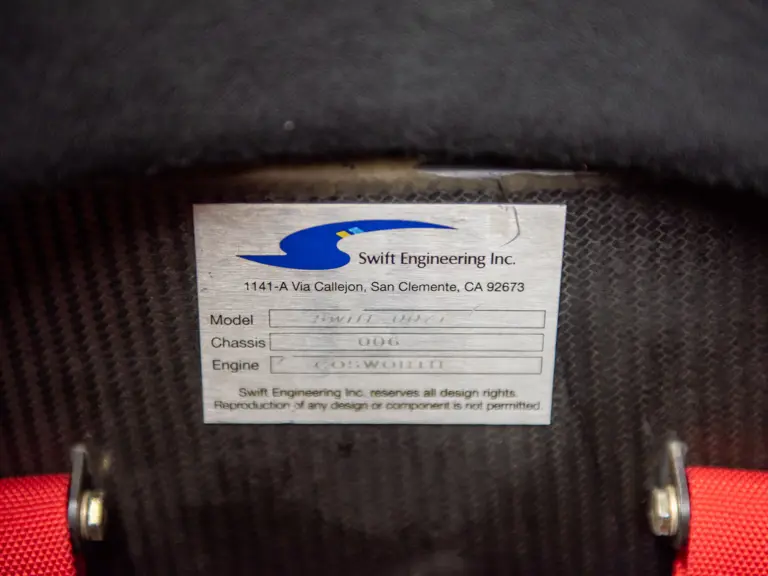 Swift Engineering Inc.
1141-A Via Callejon, San Clemente, CA 92673
Model
Chassis 006
Engine COSWORTH
Swift Engineering Inc. reserves all design rights.
Reproduction of any design or component is not permitted.